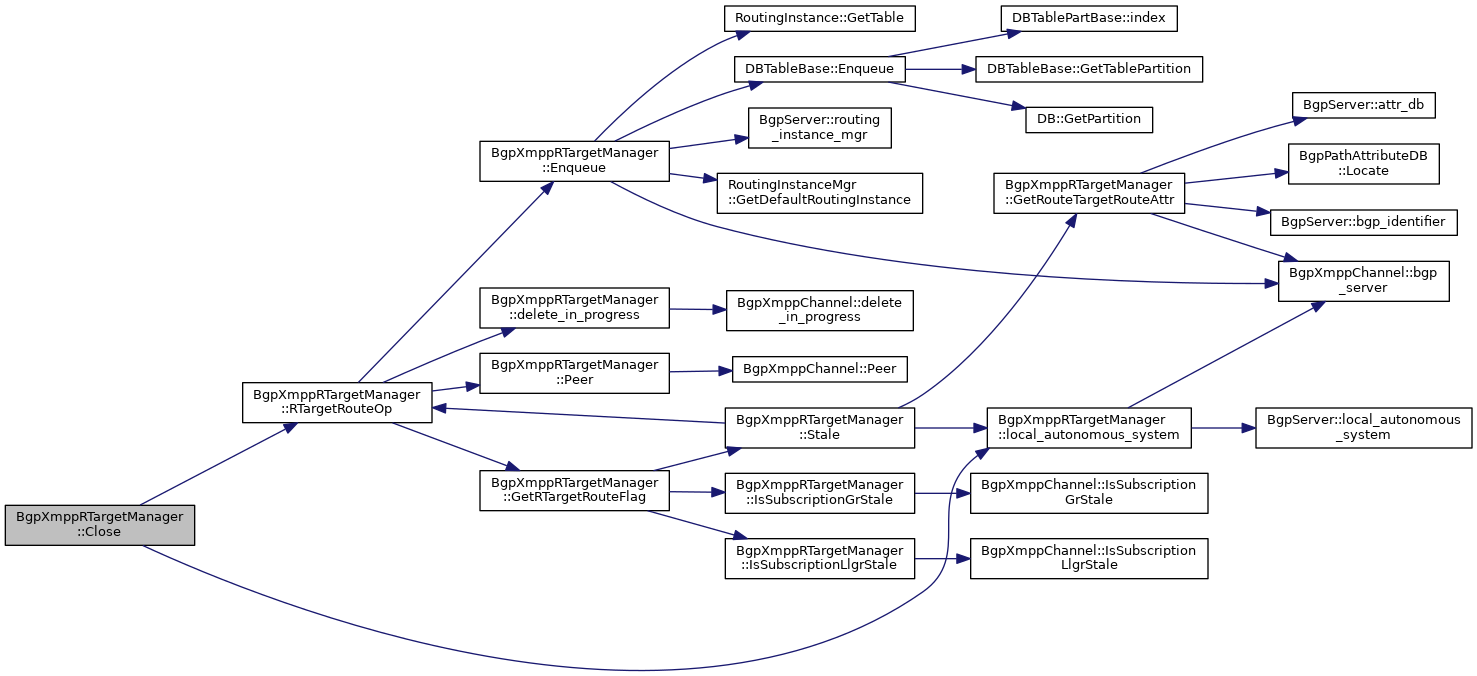 RoutingInstance::GetTable
DBTablePartBase::index
DBTableBase::Enqueue
DBTableBase::GetTablePartition
BgpServer::attr_db
BgpServer::routing
_instance_mgr
DB::GetPartition
BgpXmppRTargetManager
::Enqueue
BgpPathAttributeDB
::Locate
RoutingInstanceMgr
::GetDefaultRoutingInstance
BgpXmppRTargetManager
::GetRouteTargetRouteAttr
BgpServer::bgp_identifier
BgpXmppChannel::bgp
_server
BgpXmppRTargetManager
::delete_in_progress
BgpXmppChannel::delete
_in_progress
BgpXmppRTargetManager
::Peer
BgpXmppChannel::Peer
BgpXmppRTargetManager
::RTargetRouteOp
BgpXmppRTargetManager
::Stale
BgpXmppRTargetManager
::local_autonomous_system
BgpServer::local_autonomous
_system
BgpXmppRTargetManager
::GetRTargetRouteFlag
BgpXmppRTargetManager
::IsSubscriptionGrStale
BgpXmppChannel::IsSubscription
GrStale
BgpXmppRTargetManager
::Close
BgpXmppRTargetManager
::IsSubscriptionLlgrStale
BgpXmppChannel::IsSubscription
LlgrStale